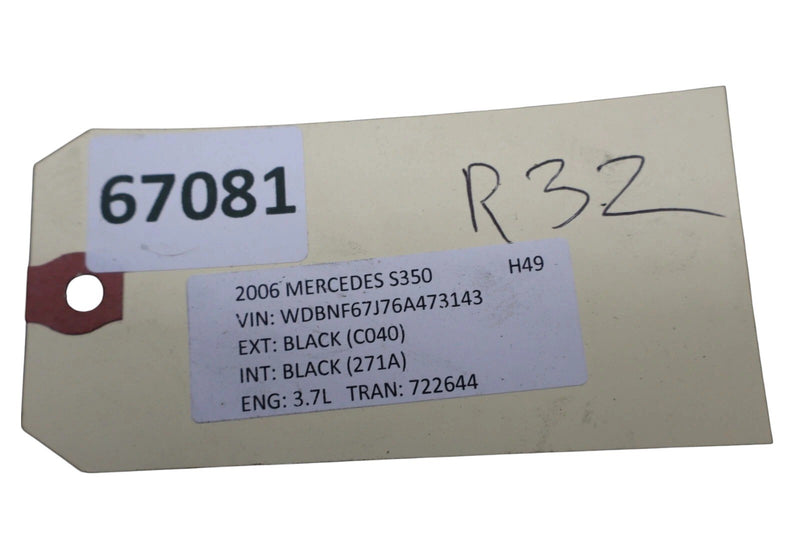 67081
R32
2006 MERCEDES S350 H49
VIN: WDBNF67J76A473143
EXT: BLACK (C040)
INT: BLACK (271A)
ENG: 3.7L TRAN: 722644